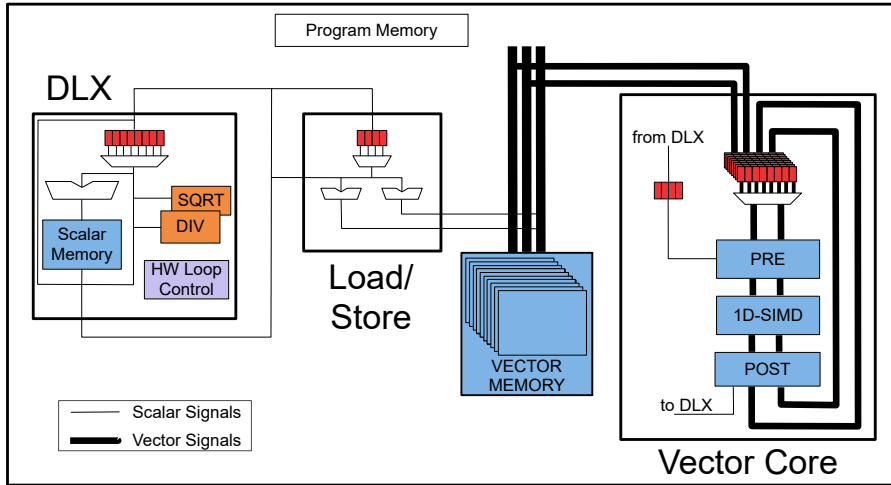 Program Memory
DLX
SQRT
DIV
Scalar
Memory
HW Loop
Control
Load/
Store
VECTOR
MEMORY
from DLX
PRE
1D-SIMD
POST
to DLX
Vector Core
Scalar Signals
Vector Signals